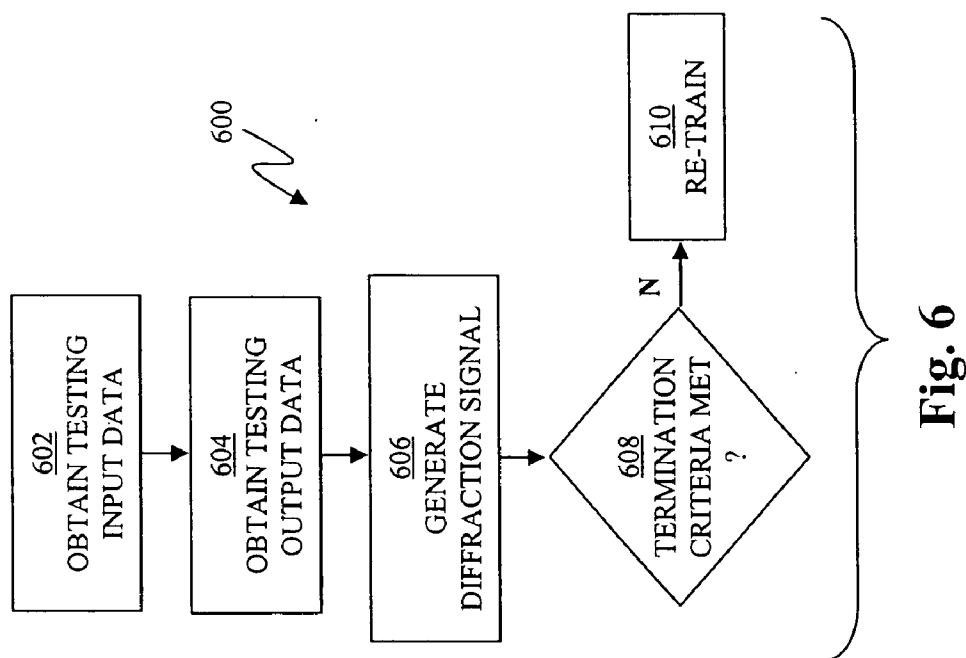 600
602
OBTAIN TESTING
INPUT DATA
604
OBTAIN TESTING
OUTPUT DATA
606
GENERATE
DIFFRACTION SIGNAL
608
TERMINATION
CRITERIA MET
?
N
610
RE-TRAIN
Fig. 6